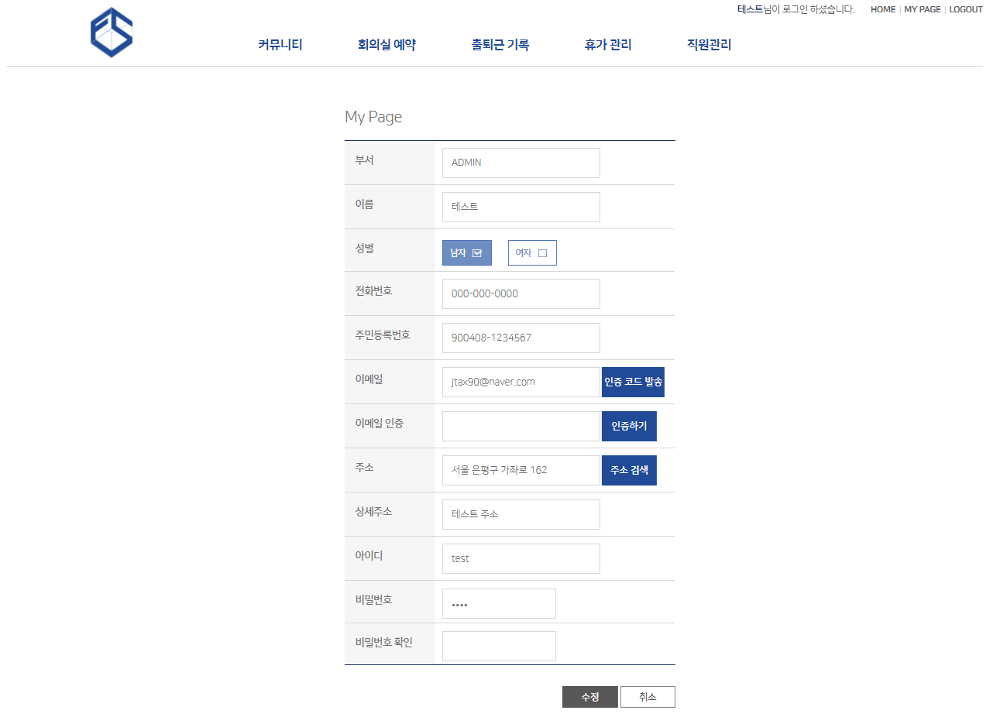 테스트님이 로그인 하셨습니다. HOME | MY PAGE | LOGOUT
커뮤니티 회의실 예약 출퇴근 기록 휴가 관리 직원관리
My Page
부서 ADMIN
이름 테스트
성별 남자 여자
전화번호 000-000-0000
주민등록번호 900408-1234567
이메일 jtax90@naver.com 인증 코드 발송
이메일 인증 인증하기
주소 서울 은평구 가좌로 162 주소 검색
상세주소 테스트 주소
아이디 test
비밀번호 ••••
비밀번호 확인
수정 취소